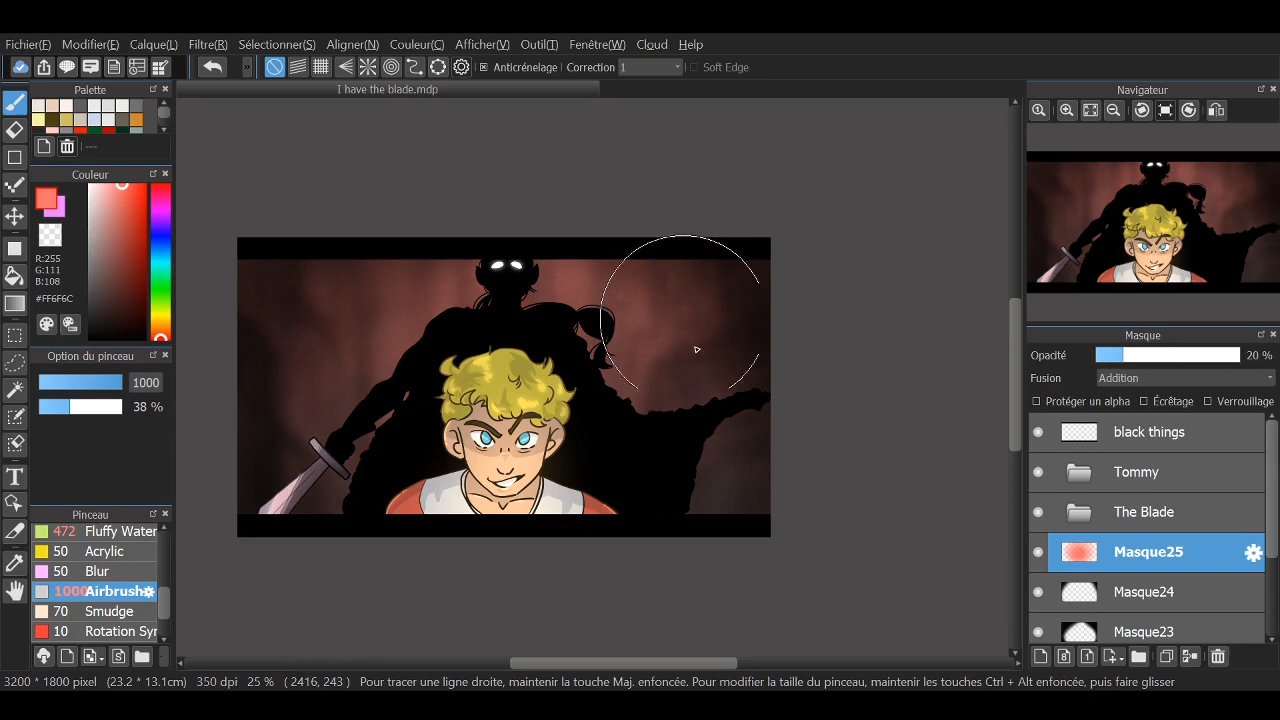 Fichier(F) Modifier(E) Calque(L) Filtre(R) Sélectionner(S) Aligner(N) Couleur(C) Afficher(V) Outil(T) Fenêtre(W) Cloud Help
» Anticrénelage Correction 1 Soft Edge
Palette
I have the blade.mdp
---
Couleur
R:255
G:111
B:108
#FF6F6C
Option du pinceau
1000
38 %
Pinceau
472 Fluffy Water
50 Acrylic
50 Blur
1000 Airbrush
70 Smudge
10 Rotation Syr
Navigateur
Masque
Opacité 20 %
Fusion Addition
Protéger un alpha Écrêtage Verrouillage
black things
Tommy
The Blade
Masque25
Masque24
Masque23
3200 * 1800 pixel (23.2 * 13.1cm) 350 dpi 25 % ( 2416, 243 ) Pour tracer une ligne droite, maintenir la touche Maj. enfoncée. Pour modifier la taille du pinceau, maintenir les touches Ctrl + Alt enfoncée, puis faire glisser